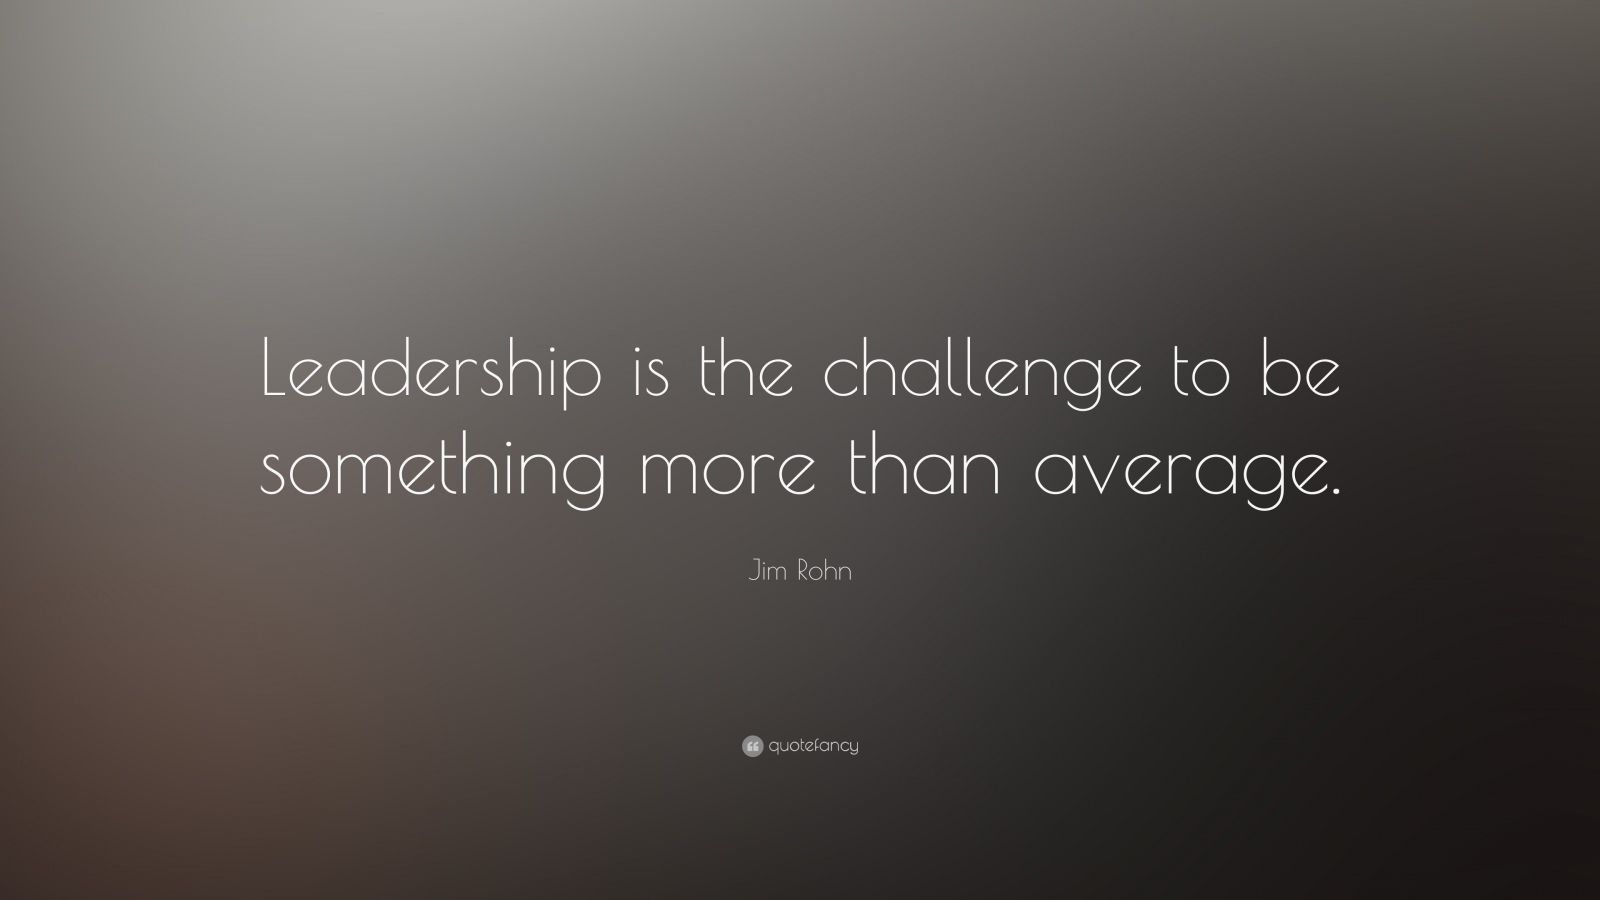 Leadership is the challenge to be
something more than average.
Jim Rohn
quotefancy